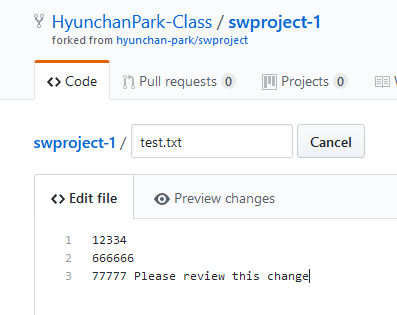 HyunchanPark-Class / swproject-1
forked from hyunchan-park/swproject
<> Code Pull requests 0 Projects 0
swproject-1 / test.txt Cancel
<> Edit file Preview changes
1 12334
2 666666
3 77777 Please review this change